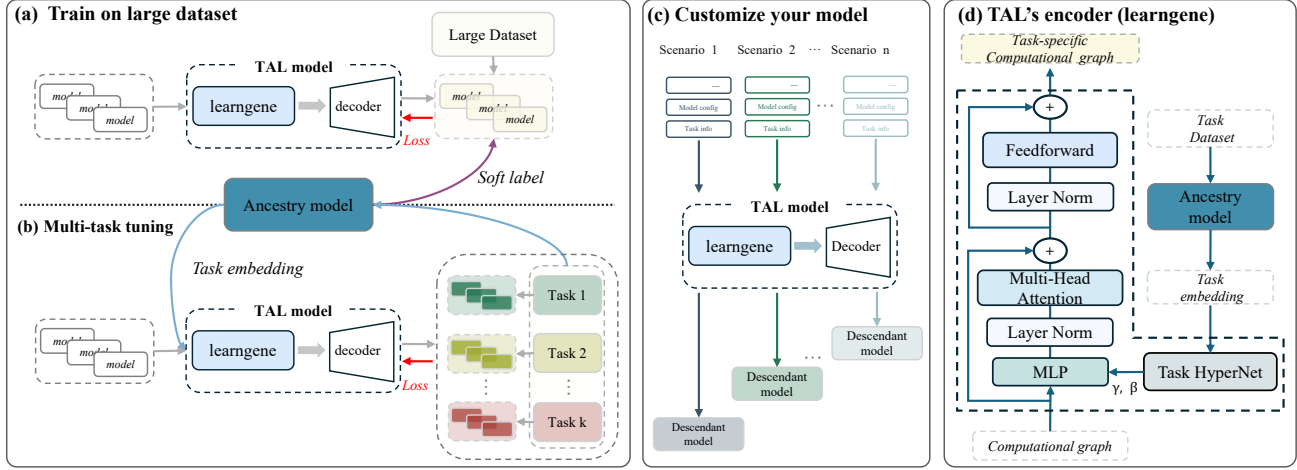 (a) Train on large dataset
Large Dataset
TAL model
model
model
model
learngene
decoder
model
model
model
Loss
Soft label
Ancestry model
(b) Multi-task tuning
Task embedding
TAL model
model
model
model
learngene
decoder
Loss
Task 1
Task 2
Task k
(c) Customize your model
Scenario 1
Scenario 2
...
Scenario n
Model config
Task info
Model config
Task info
Model config
Task info
TAL model
learngene
Decoder
Descendant
model
Descendant
model
Descendant
model
(d) TAL's encoder (learngene)
Task-specific
Computational graph
+
Feedforward
Layer Norm
+
Multi-Head
Attention
Layer Norm
MLP
γ, β
Computational graph
Task
Dataset
Ancestry
model
Task
embedding
Task HyperNet